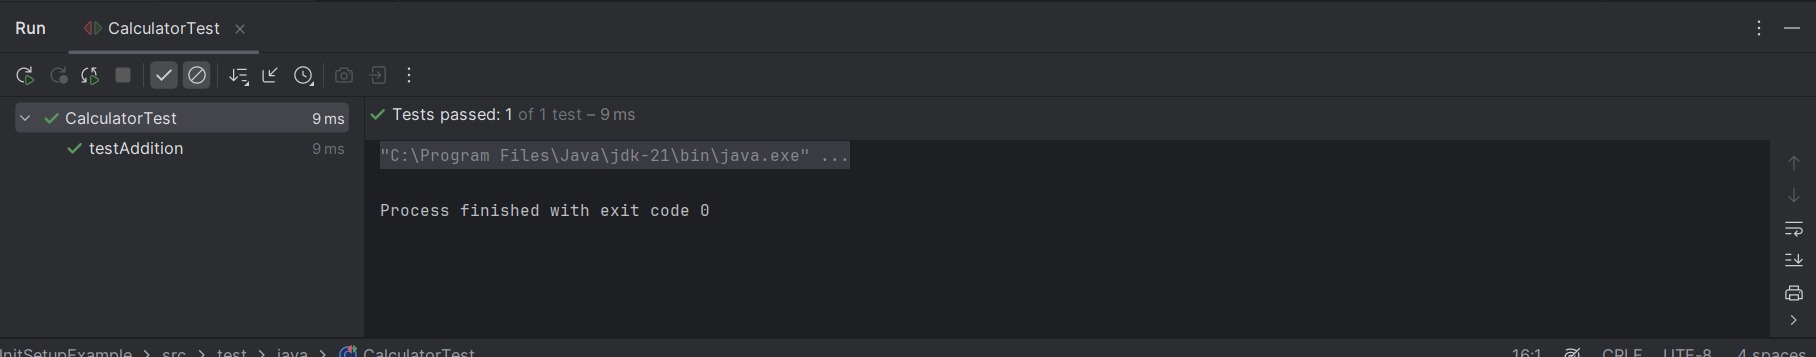 Run CalculatorTest
CalculatorTest 9 ms
testAddition 9 ms
Tests passed: 1 of 1 test – 9 ms
"C:\Program Files\Java\jdk-21\bin\java.exe" ...
Process finished with exit code 0
InitSetupExample > src > test > java > CalculatorTest 16:1 CRLF UTF-8 4 spaces